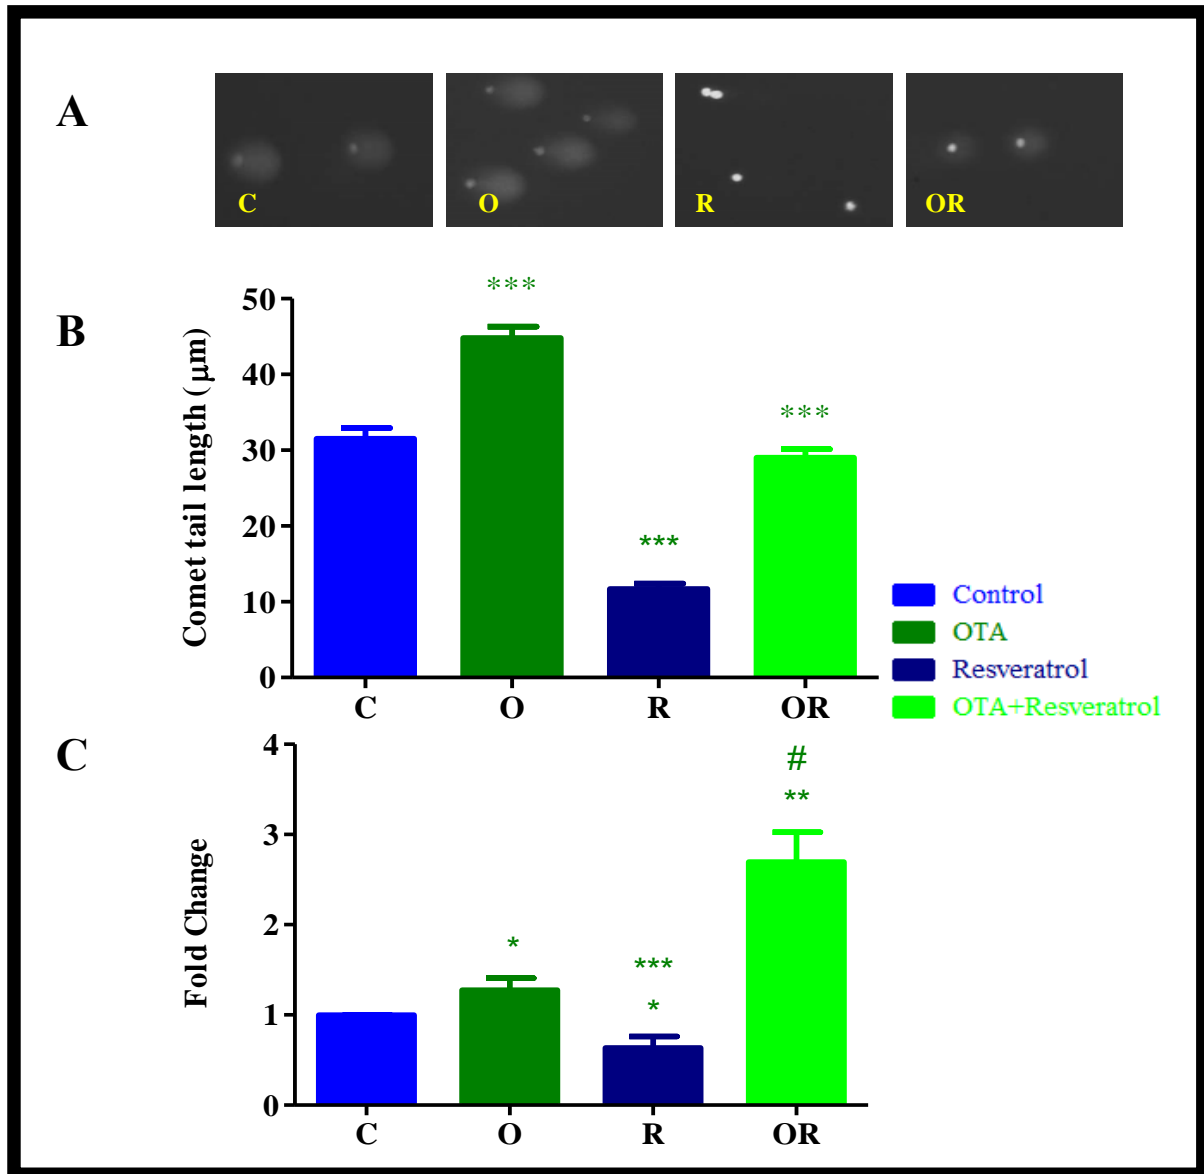 A
C O R OR
B
Comet tail length (μm)
50
40
30
20
10
0
***
***
***
C O R OR
Control
OTA
Resveratrol
OTA+Resveratrol
C
Fold Change
4
3
2
1
0
*
***
*
#
**
C O R OR